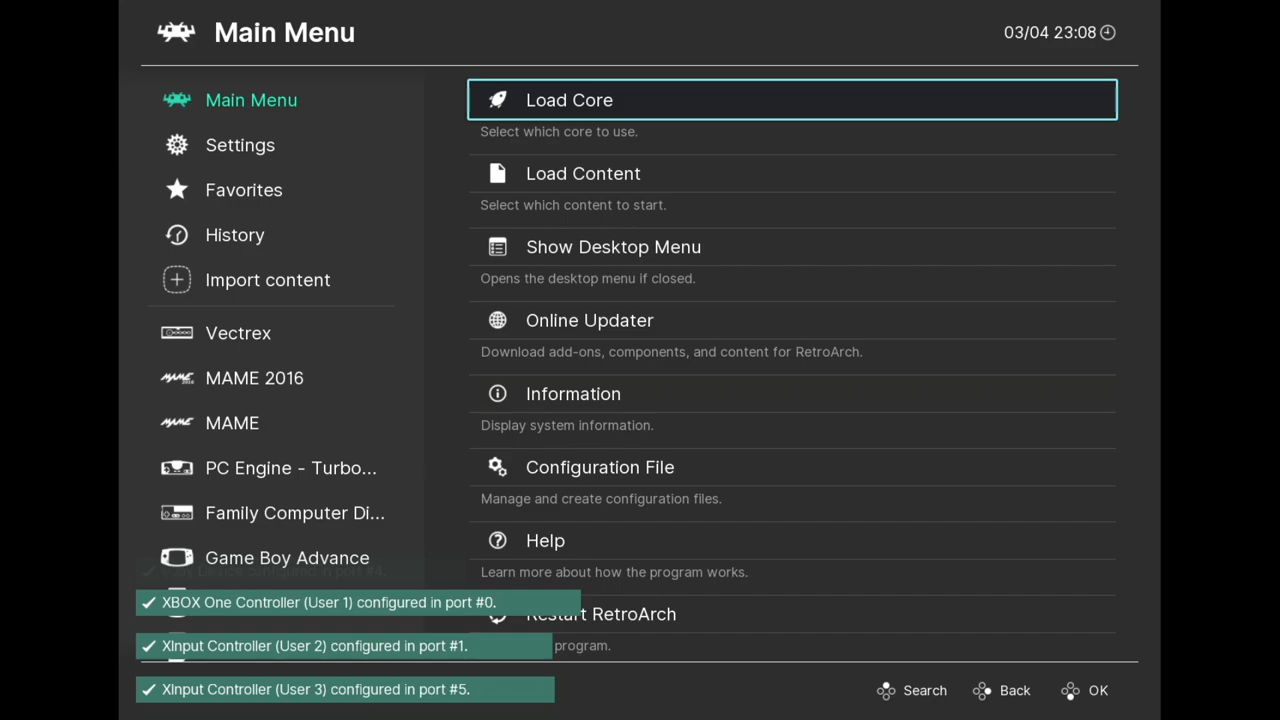 Main Menu
03/04 23:08
Main Menu
Settings
Favorites
History
Import content
Vectrex
MAME 2016
MAME
PC Engine - Turbo...
Family Computer Di...
Game Boy Advance
Load Core
Select which core to use.
Load Content
Select which content to start.
Show Desktop Menu
Opens the desktop menu if closed.
Online Updater
Download add-ons, components, and content for RetroArch.
Information
Display system information.
Configuration File
Manage and create configuration files.
Help
Learn more about how the program works.
Restart RetroArch
program.
Device configured in port #4.
XBOX One Controller (User 1) configured in port #0.
XInput Controller (User 2) configured in port #1.
XInput Controller (User 3) configured in port #5.
Search
Back
OK